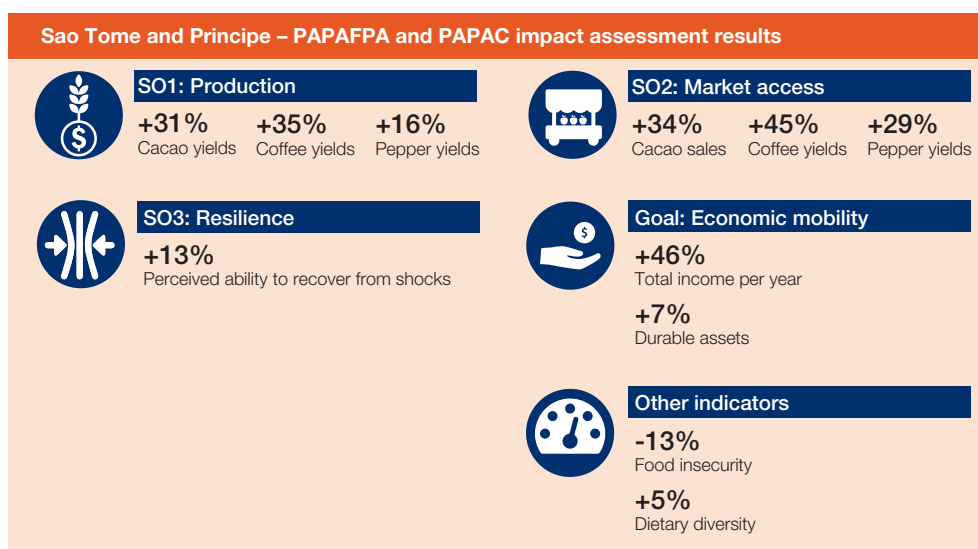 Sao Tome and Principe – PAPAFPA and PAPAC impact assessment results
SO1: Production
+31% +35% +16%
Cacao yields Coffee yields Pepper yields
SO2: Market access
+34% +45% +29%
Cacao sales Coffee yields Pepper yields
SO3: Resilience
+13%
Perceived ability to recover from shocks
Goal: Economic mobility
+46%
Total income per year
+7%
Durable assets
Other indicators
-13%
Food insecurity
+5%
Dietary diversity